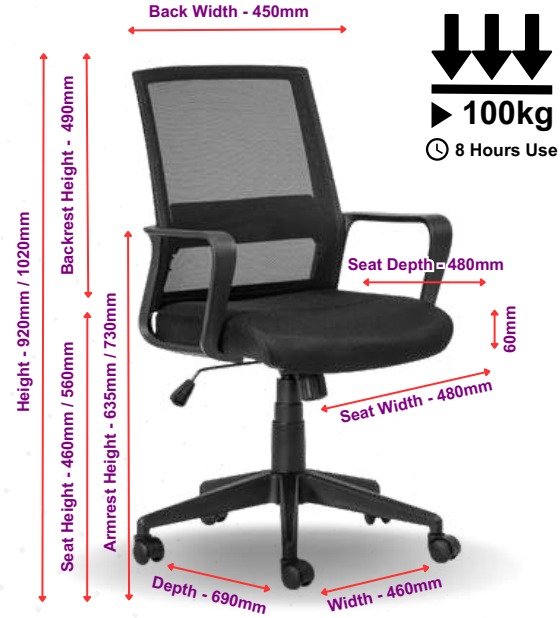 Back Width - 450mm
100kg
8 Hours Use
Backrest Height - 490mm
Height - 920mm / 1020mm
Seat Depth - 480mm
60mm
Armrest Height - 635mm / 730mm
Seat Height - 460mm / 560mm
Seat Width - 480mm
Depth - 690mm
Width - 460mm